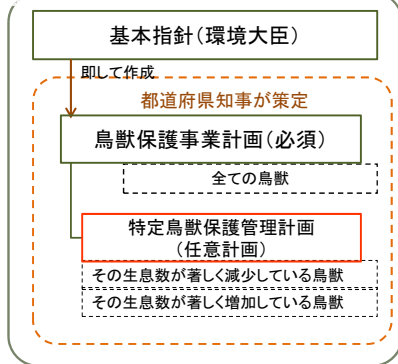 基本指針（環境大臣）
即して作成
都道府県知事が策定
鳥獣保護事業計画（必須）
全ての鳥獣
特定鳥獣保護管理計画
（任意計画）
その生息数が著しく減少している鳥獣
その生息数が著しく増加している鳥獣